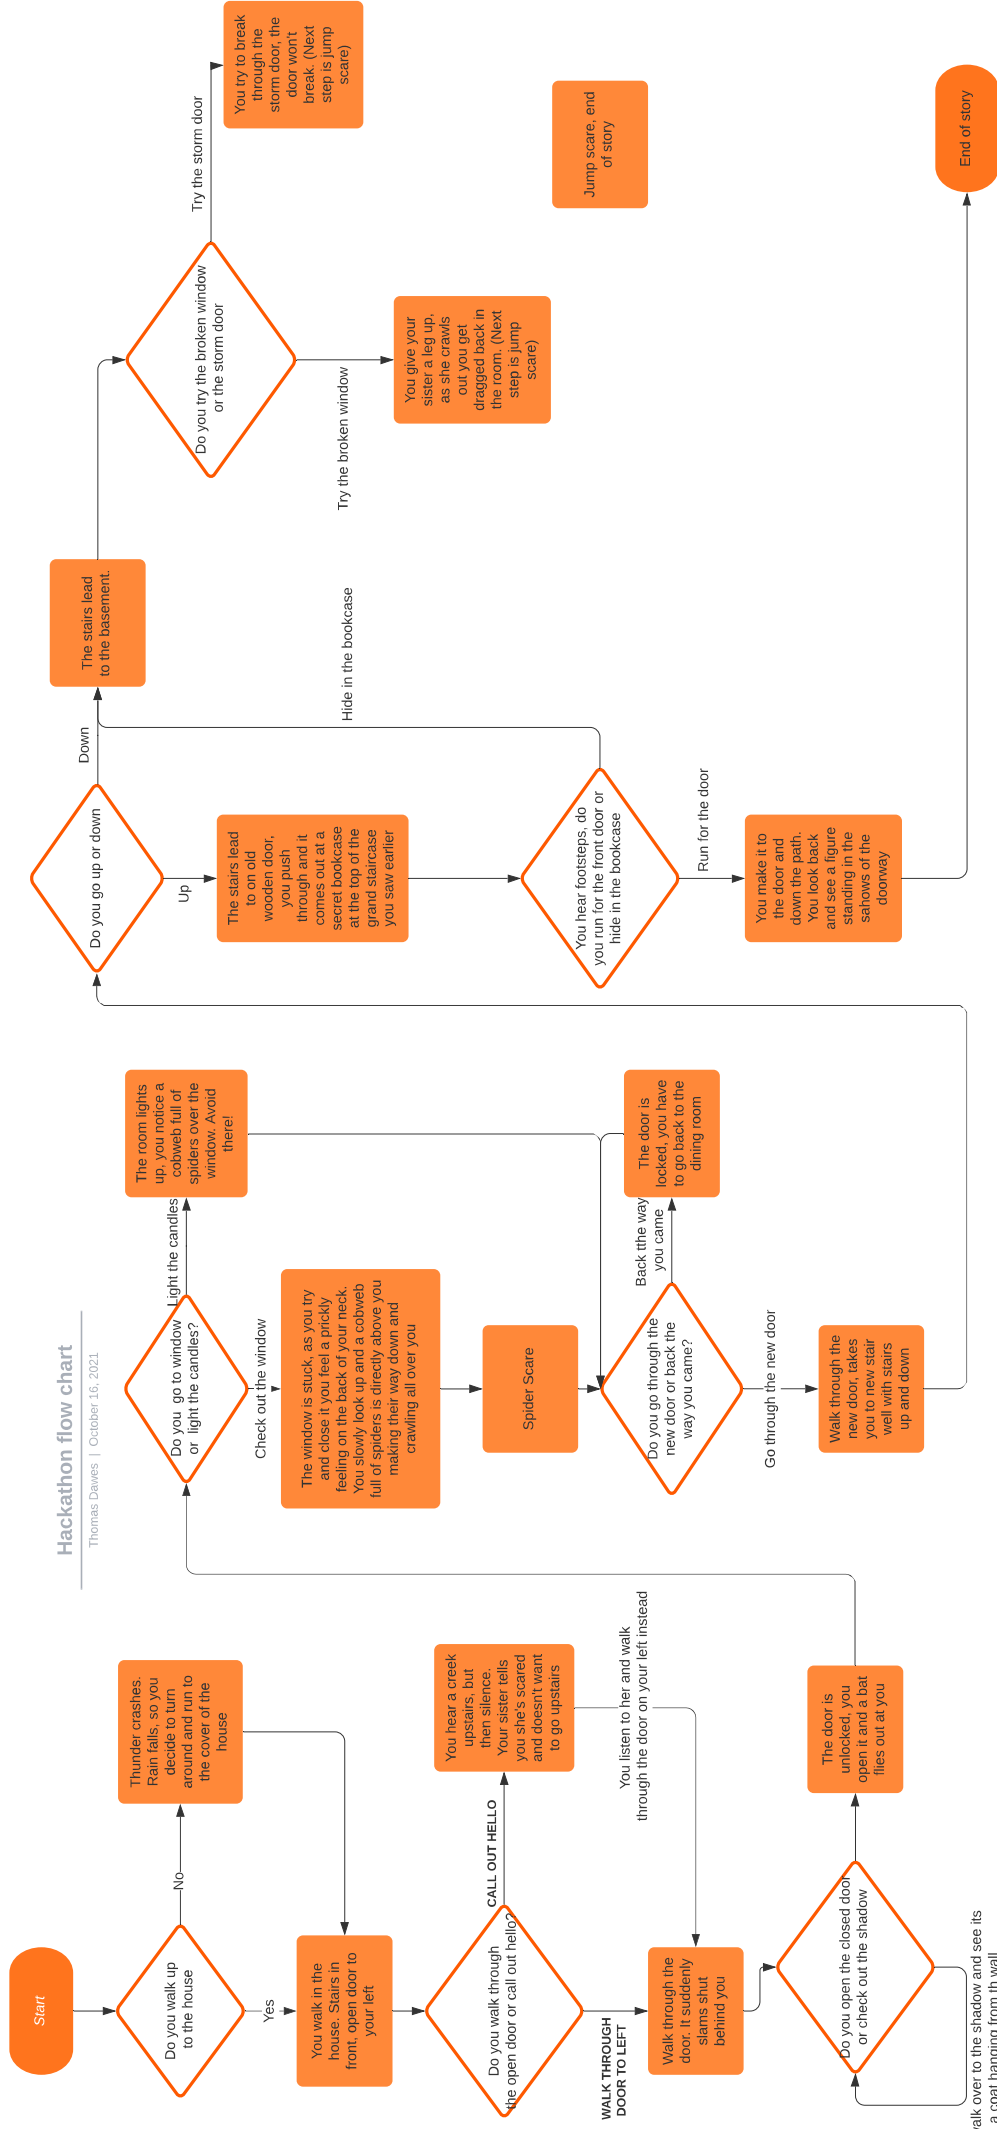 Hackathon flow chart
Thomas Dawes | October 16, 2021
Start
Do you walk up
to the house
No
Thunder crashes.
Rain falls, so you
decide to turn
around and run to
the cover of the
house
Yes
You walk in the
house. Stairs in
front, open door to
your left
Do you walk through
the open door or call out hello?
CALL OUT HELLO
You hear a creek
upstairs, but
then silence.
Your sister tells
you she's scared
and doesn't want
to go upstairs
You listen to her and walk
through the door on your left instead
WALK THROUGH
DOOR TO LEFT
Walk through the
door. It suddenly
slams shut
behind you
Do you open the closed door
or check out the shadow
The door is
unlocked, you
open it and a bat
flies out at you
over to the shadow and see its
a coat hanging from th wall
Do you go to window
or light the candles?
Light the candles
The room lights
up, you notice a
cobweb full of
spiders over the
window. Avoid
there!
Check out the window
The window is stuck, as you try
and close it you feel a prickly
feeling on the back of your neck.
You slowly look up and a cobweb
full of spiders is directly above you
making their way down and
crawling all over you
Spider Scare
Do you go through the
new door or back the
way you came?
Back tthe way
you came
The door is
locked, you have
to go back to the
dining room
Go through the new door
Walk through the
new door, takes
you to new stair
well with stairs
up and down
Do you go up or down
Down
The stairs lead
to the basement.
Up
The stairs lead
to on old
wooden door,
you push
through and it
comes out at a
secret bookcase
at the top of the
grand staircase
you saw earlier
You hear footsteps, do
you run for the front door or
hide in the bookcase
Hide in the bookcase
Run for the door
You make it to
the door and
down the path.
You look back
and see a figure
standing in the
sahows of the
doorway
Do you try the broken window
or the storm door
Try the storm door
You try to break
through the
storm door, the
door won't
break. (Next
step is jump
scare)
Try the broken window
You give your
sister a leg up,
as she crawls
out you get
dragged back in
the room. (Next
step is jump
scare)
Jump scare, end
of story
End of story